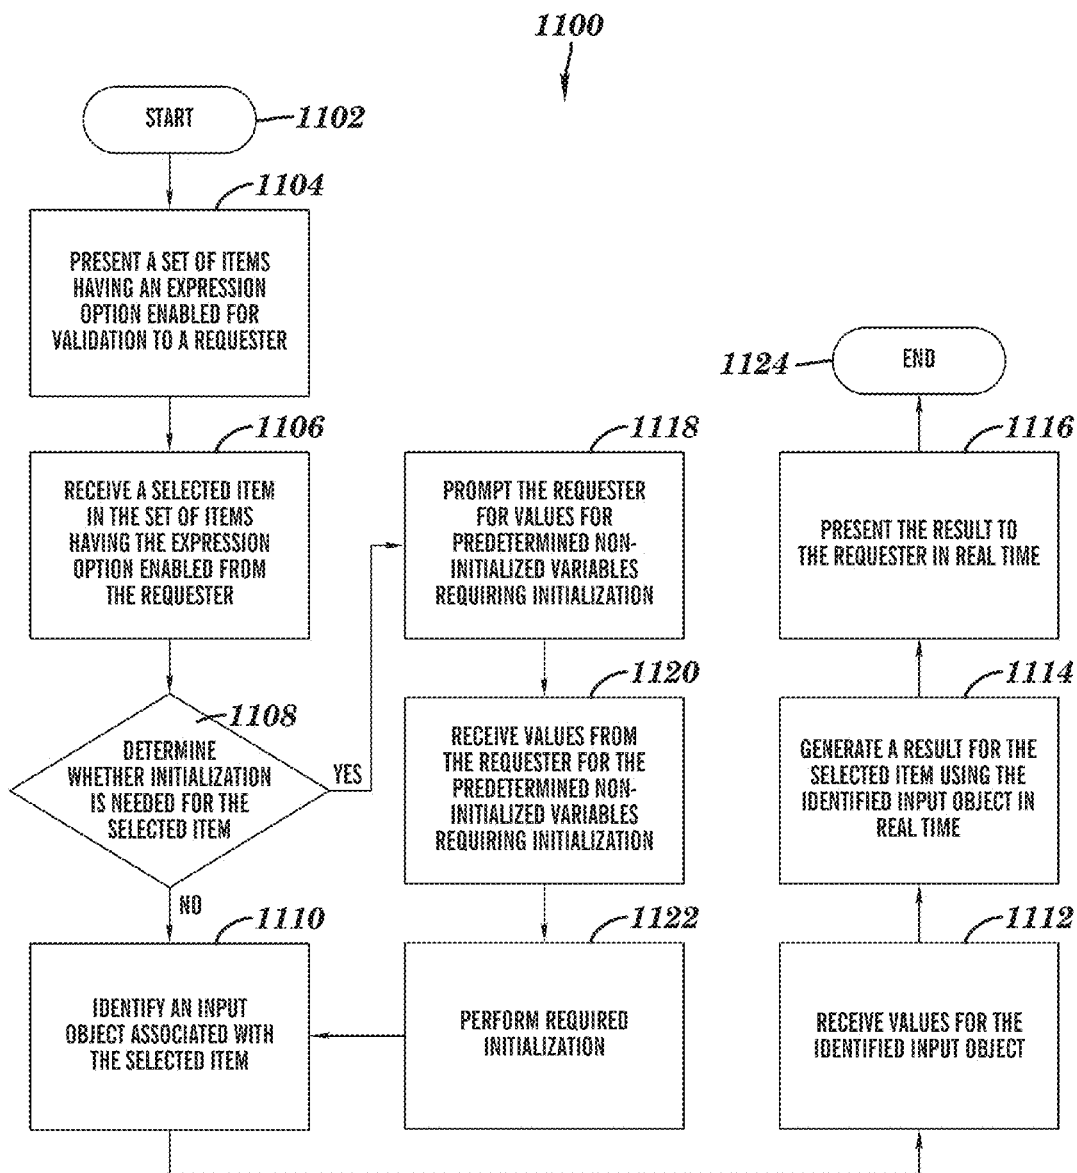 1100
START
1102
1104
PRESENT A SET OF ITEMS
HAVING AN EXPRESSION
OPTION ENABLED FOR
VALIDATION TO A REQUESTER
1106
RECEIVE A SELECTED ITEM
IN THE SET OF ITEMS
HAVING THE EXPRESSION
OPTION ENABLED FROM
THE REQUESTER
1108
DETERMINE
WHETHER INITIALIZATION
IS NEEDED FOR THE
SELECTED ITEM
YES
NO
1110
IDENTIFY AN INPUT
OBJECT ASSOCIATED WITH
THE SELECTED ITEM
1118
PROMPT THE REQUESTER
FOR VALUES FOR
PREDETERMINED NON-
INITIALIZED VARIABLES
REQUIRING INITIALIZATION
1120
RECEIVE VALUES FROM
THE REQUESTER FOR THE
PREDETERMINED NON-
INITIALIZED VARIABLES
REQUIRING INITIALIZATION
1122
PERFORM REQUIRED
INITIALIZATION
1124
END
1116
PRESENT THE RESULT TO
THE REQUESTER IN REAL TIME
1114
GENERATE A RESULT FOR THE
SELECTED ITEM USING THE
IDENTIFIED INPUT OBJECT IN
REAL TIME
1112
RECEIVE VALUES FOR THE
IDENTIFIED INPUT OBJECT